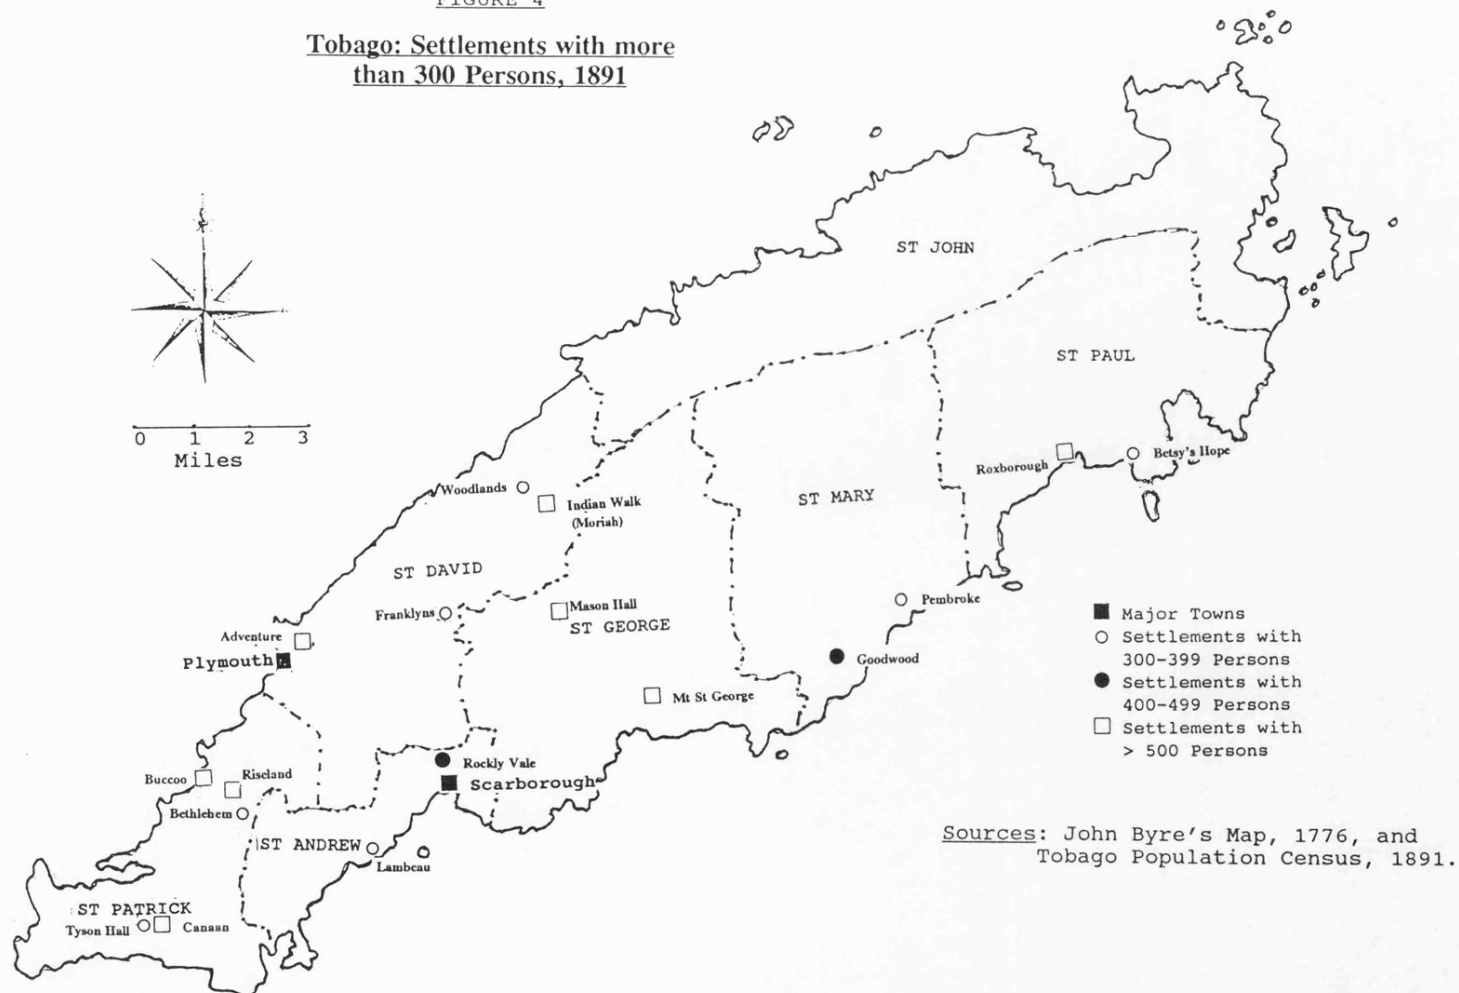 FIGURE 4
Tobago: Settlements with more
than 300 Persons, 1891
ST JOHN
ST PAUL
0 1 2 3
Miles
Roxborough
Betsy's Hope
Woodlands
Indian Walk
(Moriah)
ST MARY
ST DAVID
Franklyns
Mason Hall
ST GEORGE
Pembroke
Adventure
Plymouth
Goodwood
Mt St George
Major Towns
Settlements with
300-399 Persons
Settlements with
400-499 Persons
Settlements with
> 500 Persons
Buccoo
Riseland
Rockly Vale
Scarborough
Bethlehem
ST ANDREW
Lambeau
Sources: John Byre's Map, 1776, and
Tobago Population Census, 1891.
ST PATRICK
Tyson Hall
Canaan